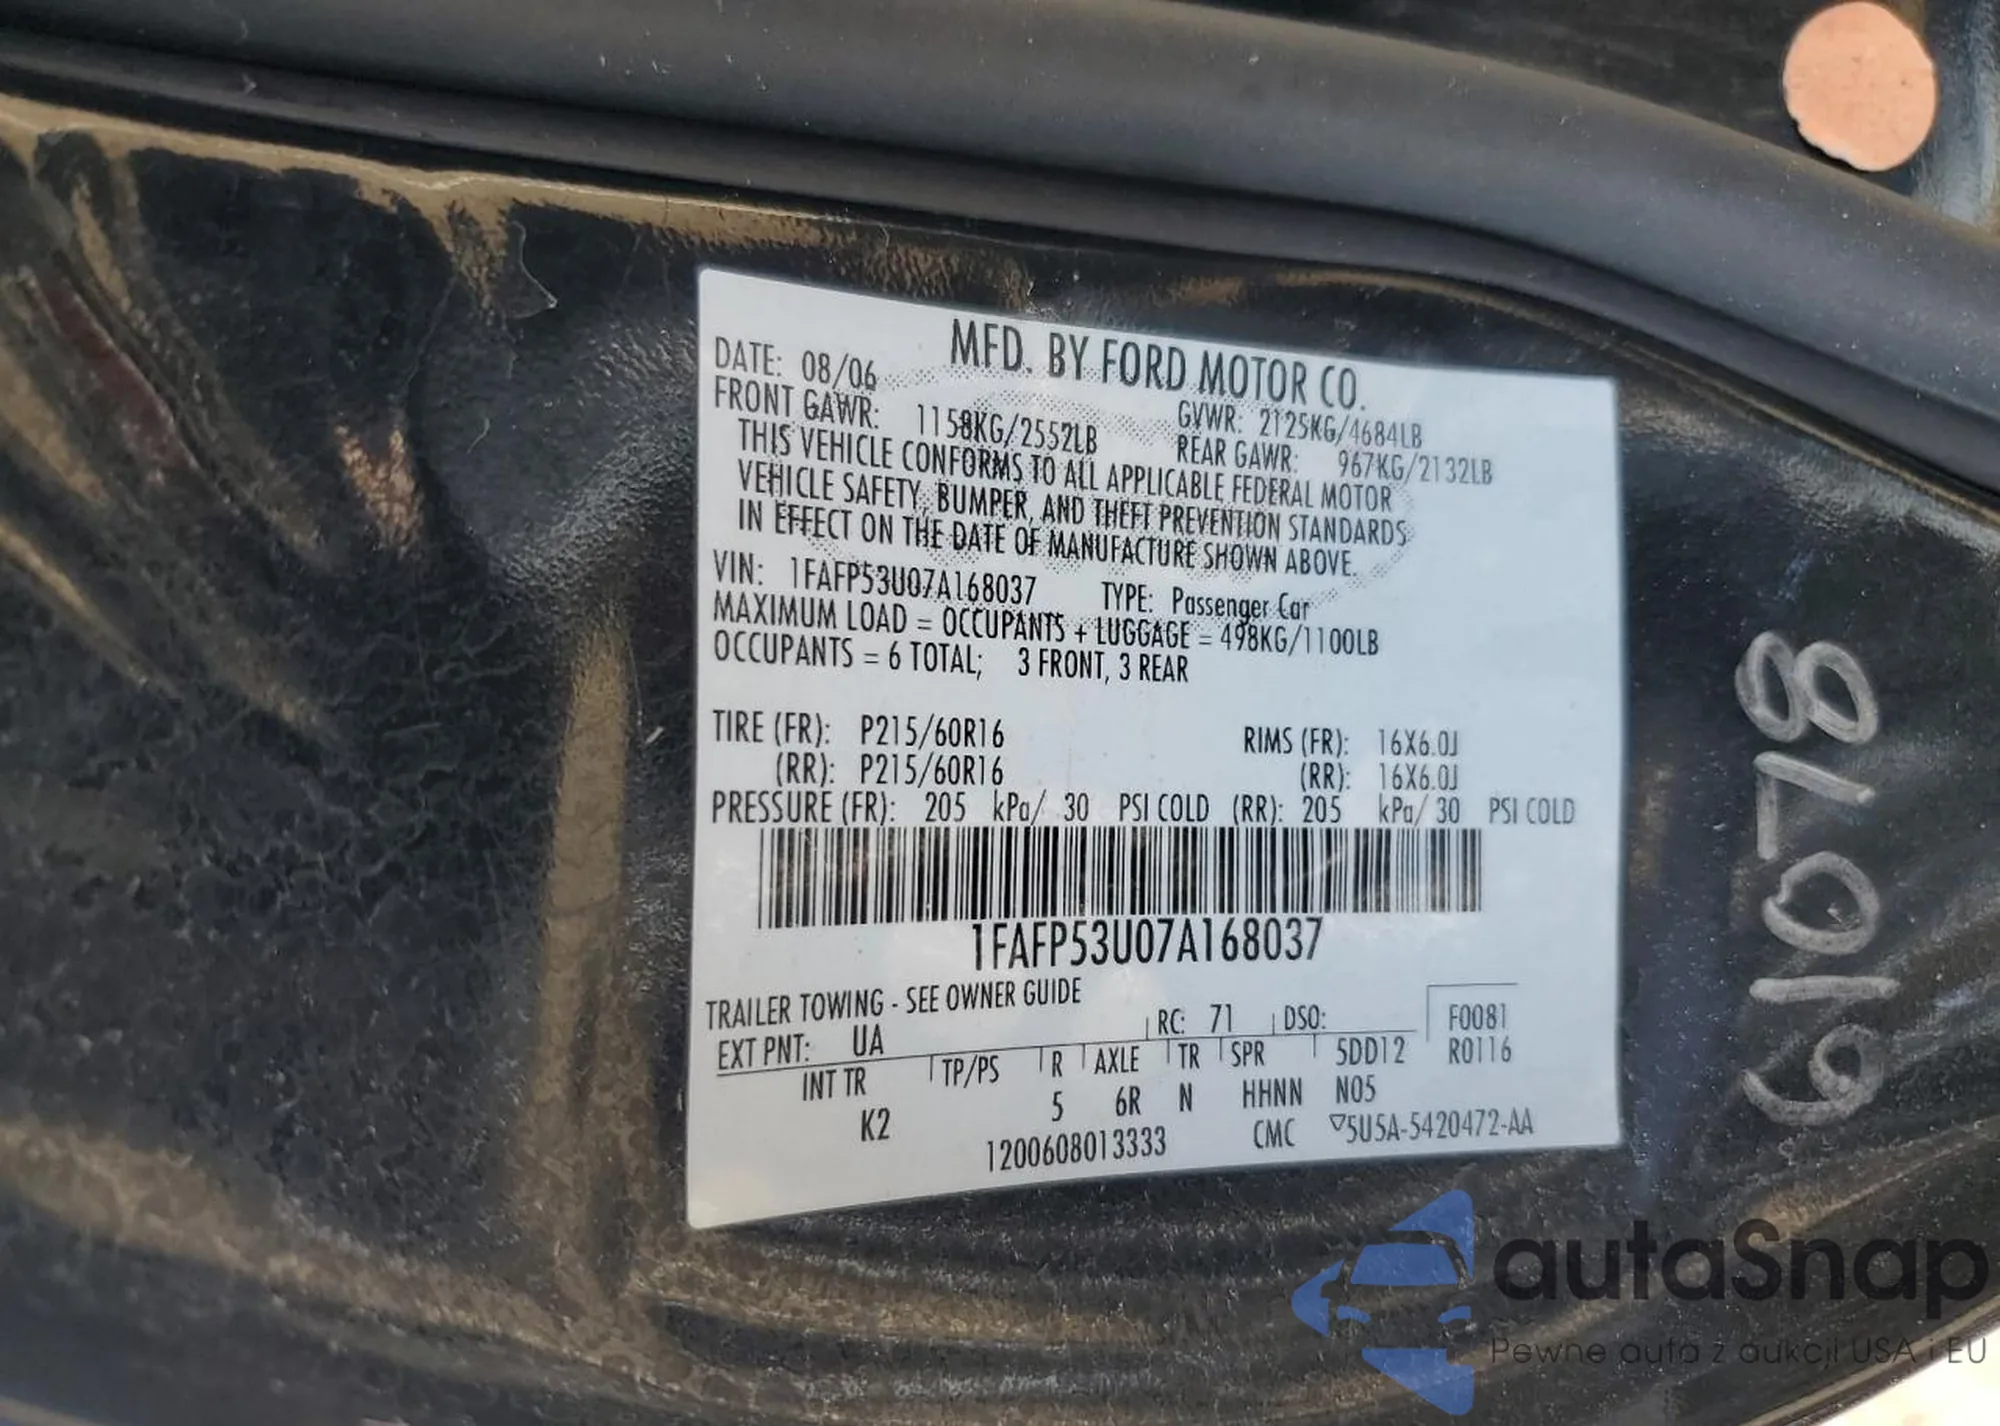 MFD. BY FORD MOTOR CO.
DATE: 08/06 GVWR: 2125KG/4684LB
FRONT GAWR: 1158KG/2552LB REAR GAWR: 967KG/2132LB
THIS VEHICLE CONFORMS TO ALL APPLICABLE FEDERAL MOTOR
VEHICLE SAFETY, BUMPER, AND THEFT PREVENTION STANDARDS
IN EFFECT ON THE DATE OF MANUFACTURE SHOWN ABOVE.
VIN: 1FAFP53U07A168037 TYPE: Passenger Car
MAXIMUM LOAD = OCCUPANTS + LUGGAGE = 498KG/1100LB
OCCUPANTS = 6 TOTAL; 3 FRONT, 3 REAR
TIRE (FR): P215/60R16 RIMS (FR): 16X6.0J
(RR): P215/60R16 (RR): 16X6.0J
PRESSURE (FR): 205 kPa/ 30 PSI COLD (RR): 205 kPa/ 30 PSI COLD
1FAFP53U07A168037
TRAILER TOWING - SEE OWNER GUIDE
EXT PNT: UA RC: 71 DSO: F0081
INT TR TP/PS R AXLE TR SPR 5DD12 R0116
K2 5 6R N HHNN N05
1200608013333 CMC ▽5U5A-5420472-AA
61078
autaSnap
Pewne auta z aukcji USA i EU